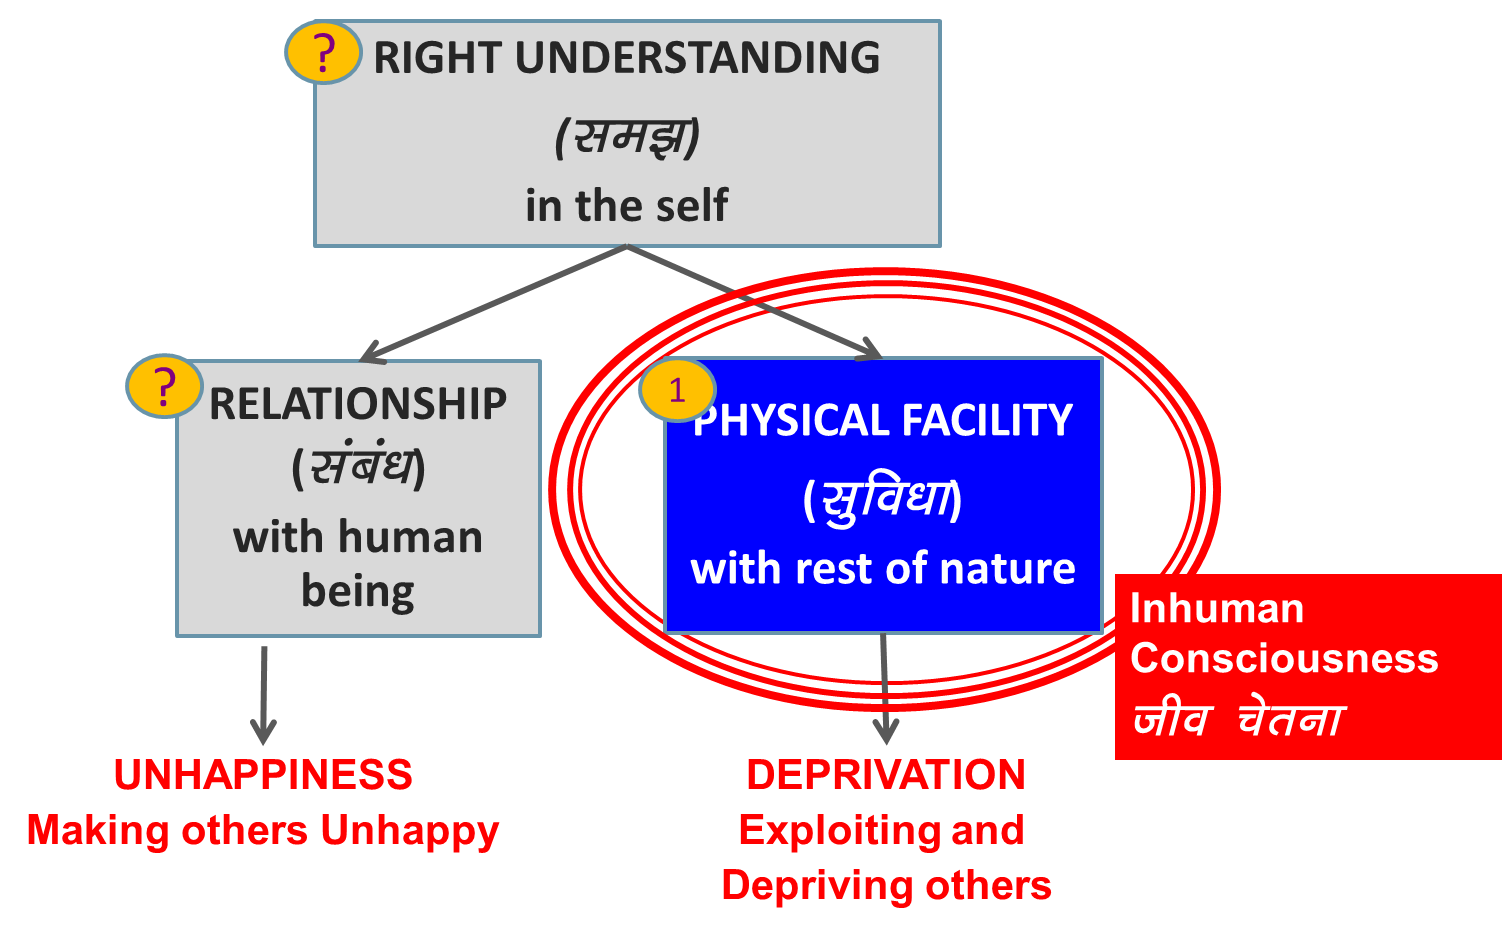 ?
RIGHT UNDERSTANDING
(समझ)
in the self
?
RELATIONSHIP
(संबंध)
with human
being
1
PHYSICAL FACILITY
(सुविधा)
with rest of nature
Inhuman
Consciousness
जीव चेतना
UNHAPPINESS
Making others Unhappy
DEPRIVATION
Exploiting and
Depriving others